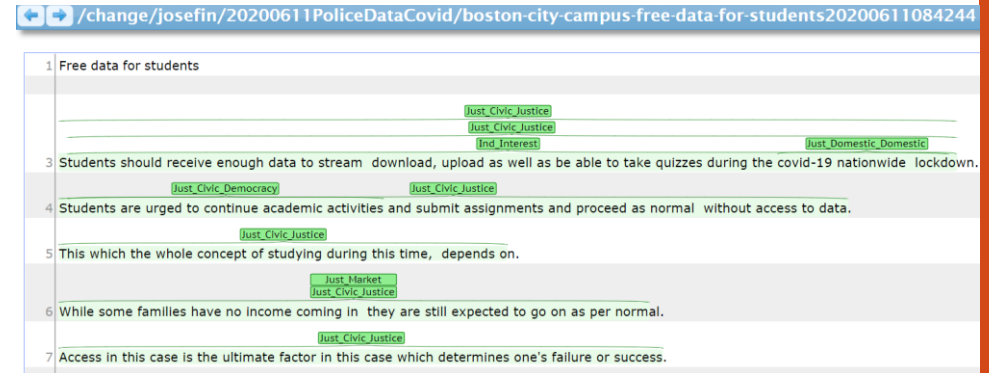 /change/josefin/20200611PoliceDataCovid/boston-city-campus-free-data-for-students20200611084244
1 Free data for students
Just_Civic_Justice
Just_Civic_Justice
Ind_Interest Just_Domestic_Domestic
3 Students should receive enough data to stream download, upload as well as be able to take quizzes during the covid-19 nationwide lockdown.
Just_Civic_Democracy Just_Civic_Justice
4 Students are urged to continue academic activities and submit assignments and proceed as normal without access to data.
Just_Civic_Justice
5 This which the whole concept of studying during this time, depends on.
Just_Market
Just_Civic_Justice
6 While some families have no income coming in they are still expected to go on as per normal.
Just_Civic_Justice
7 Access in this case is the ultimate factor in this case which determines one's failure or success.